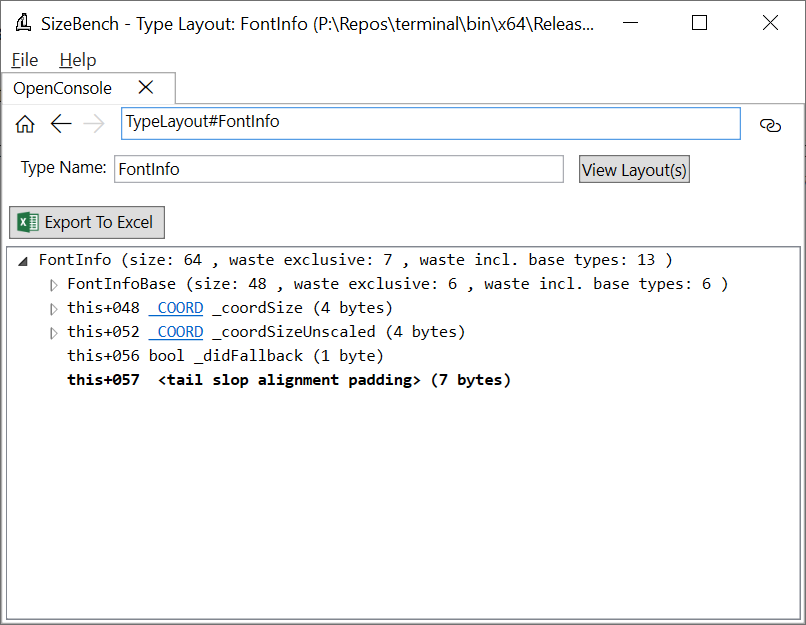 SizeBench - Type Layout: FontInfo (P:\Repos\terminal\bin\x64\Releas...
File Help
OpenConsole
TypeLayout#FontInfo
Type Name: FontInfo View Layout(s)
Export To Excel
FontInfo (size: 64 , waste exclusive: 7 , waste incl. base types: 13 )
FontInfoBase (size: 48 , waste exclusive: 6 , waste incl. base types: 6 )
this+048 _COORD _coordSize (4 bytes)
this+052 _COORD _coordSizeUnscaled (4 bytes)
this+056 bool _didFallback (1 byte)
this+057 <tail slop alignment padding> (7 bytes)